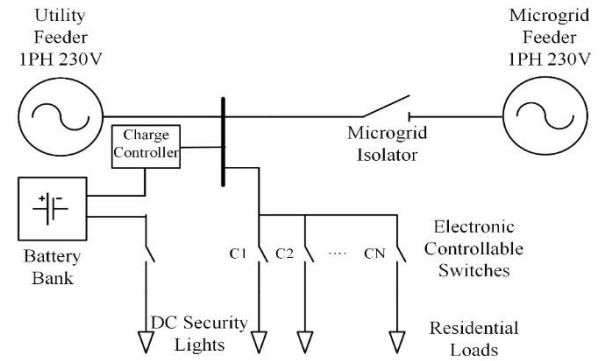 Utility
Feeder
1PH 230V
Microgrid
Feeder
1PH 230V
Charge
Controller
Microgrid
Isolator
Battery
Bank
C1
C2
....
CN
Electronic
Controllable
Switches
DC Security
Lights
Residential
Loads